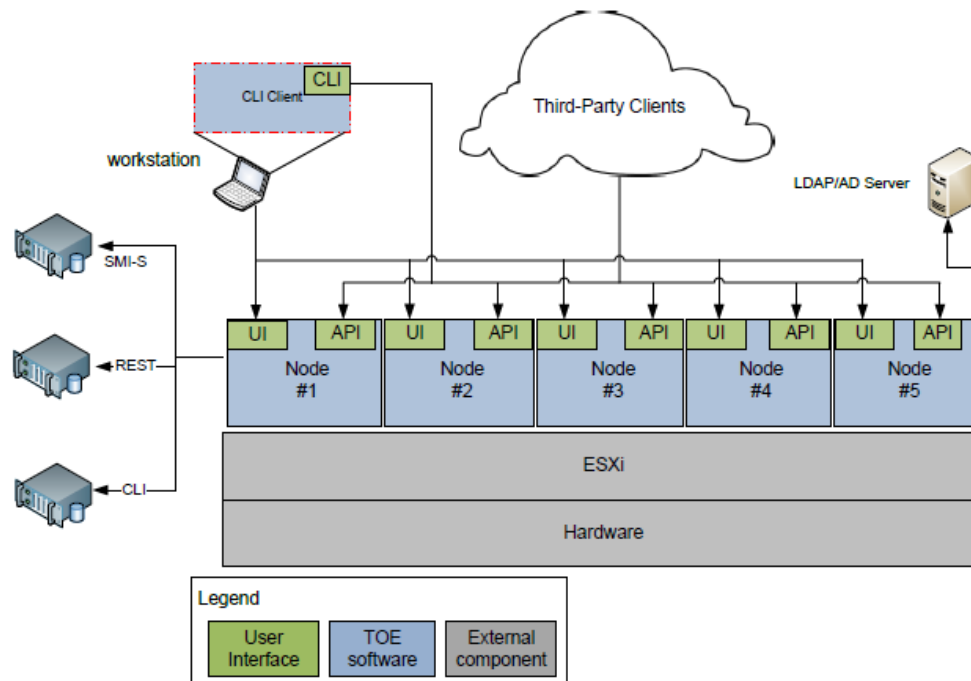 CLI
CLI Client
Third-Party Clients
workstation
LDAP/AD Server
SMI-S
REST
CLI
UI
API
UI
API
UI
API
UI
API
UI
API
Node
#1
Node
#2
Node
#3
Node
#4
Node
#5
ESXi
Hardware
Legend
User
Interface
TOE
software
External
component